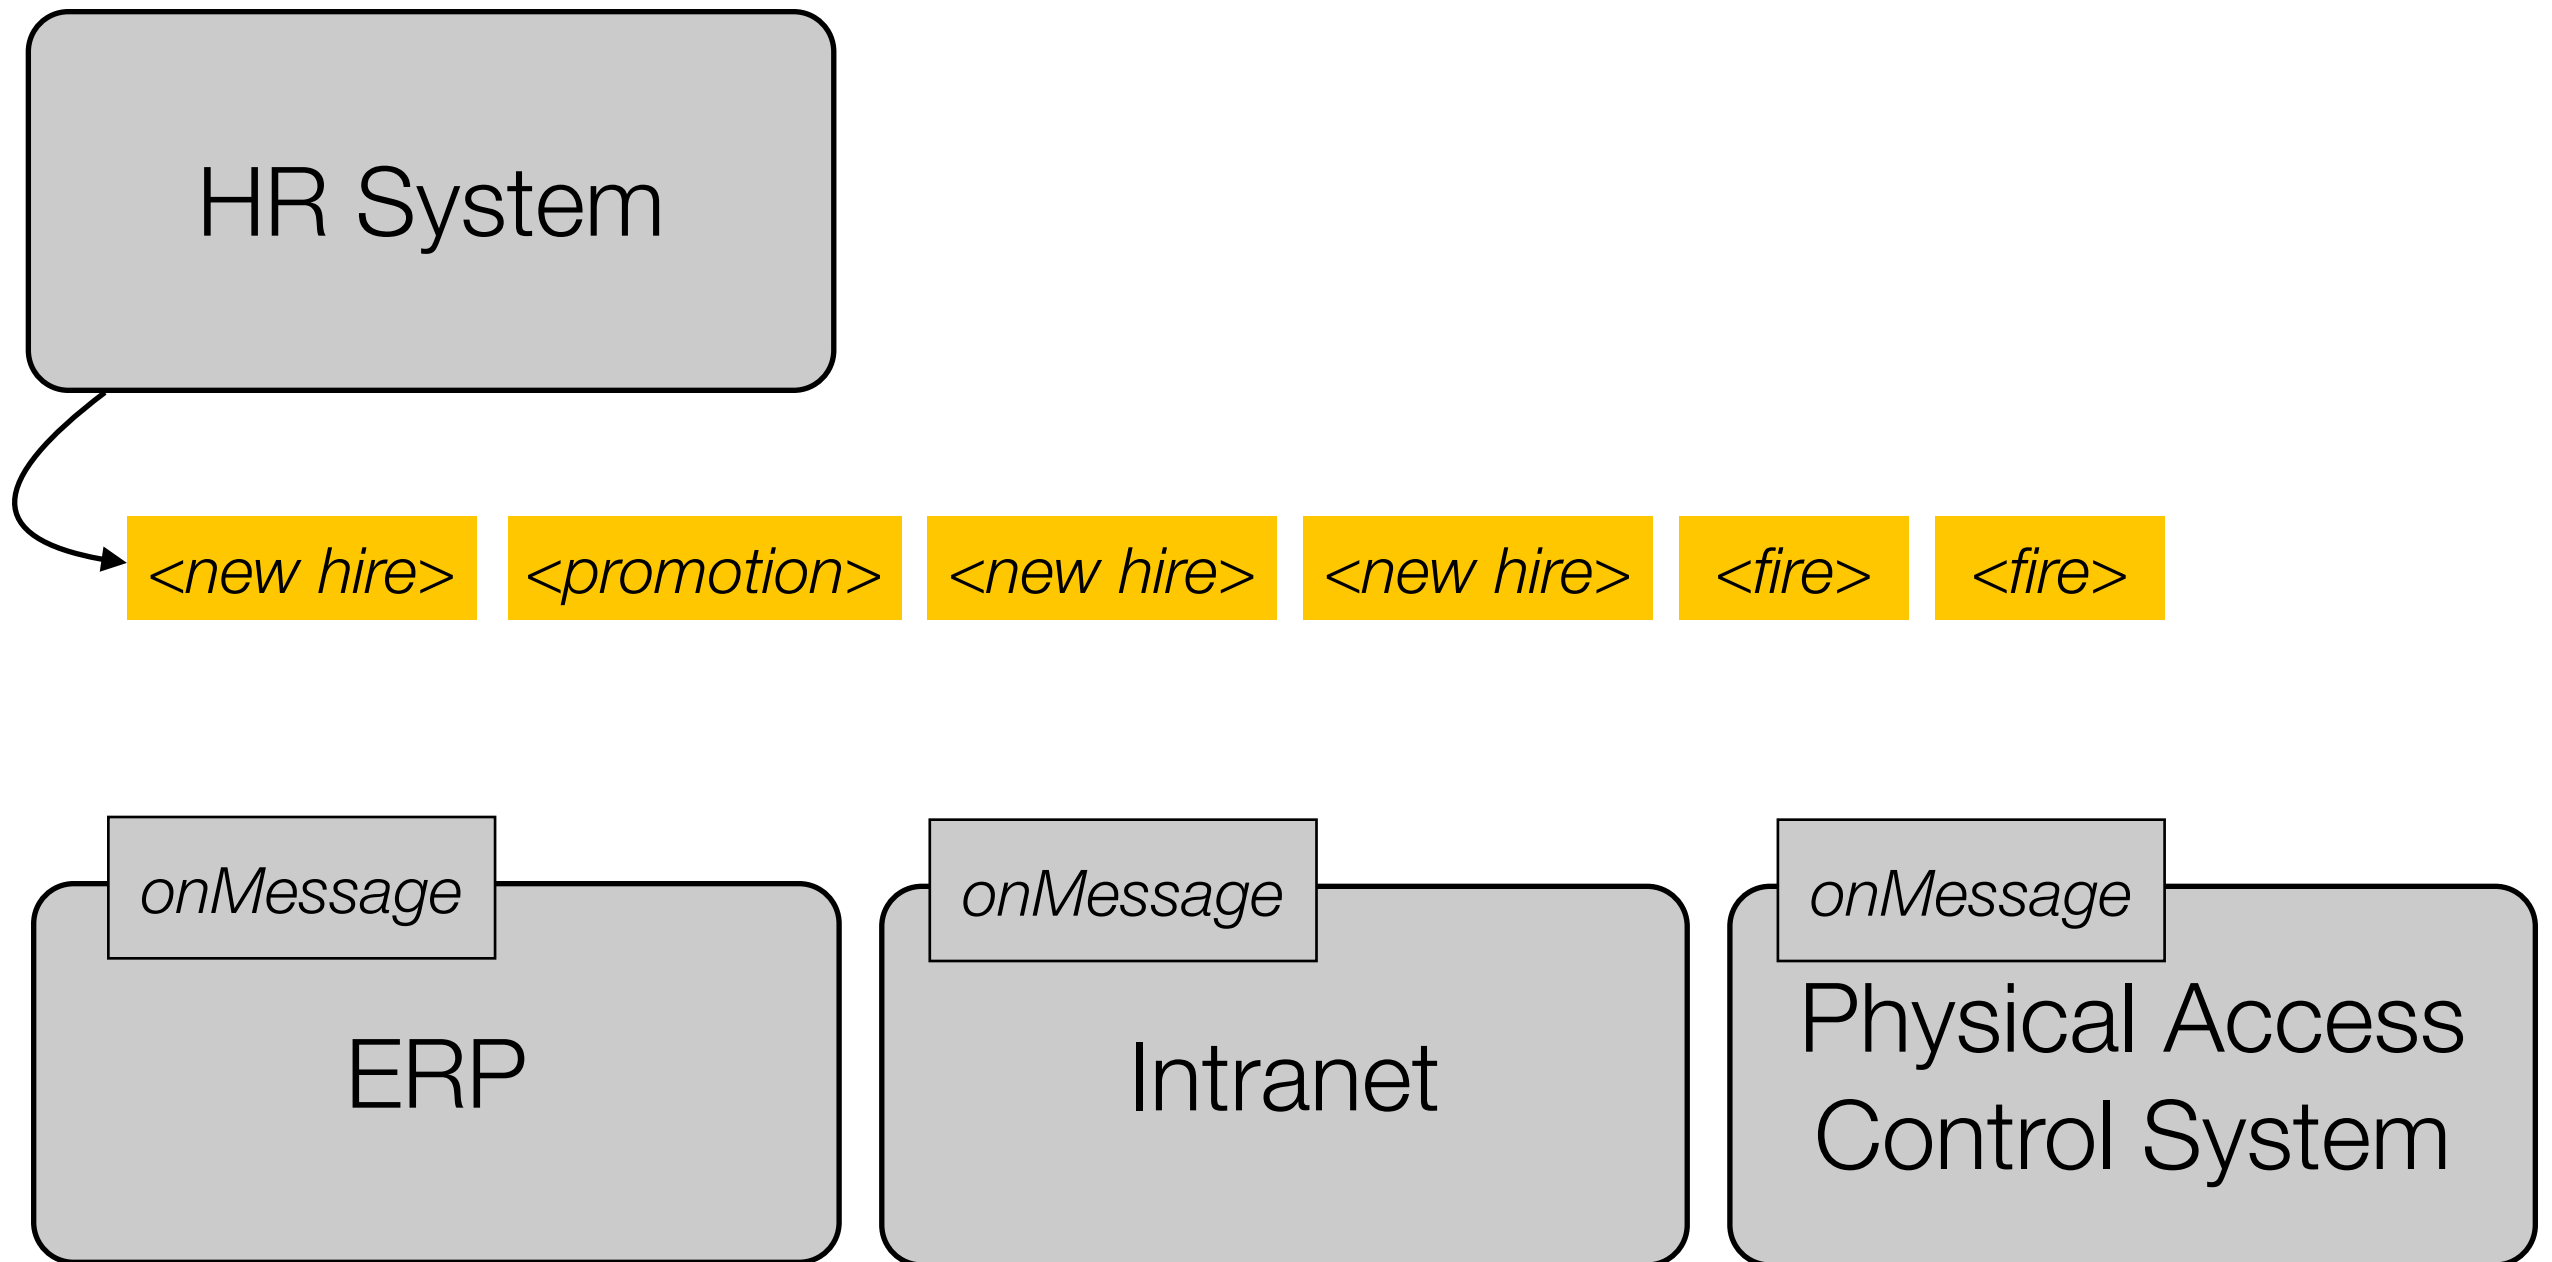 HR System
<new hire> <promotion> <new hire> <new hire> <fire> <fire>
onMessage
ERP
onMessage
Intranet
onMessage
Physical Access
Control System